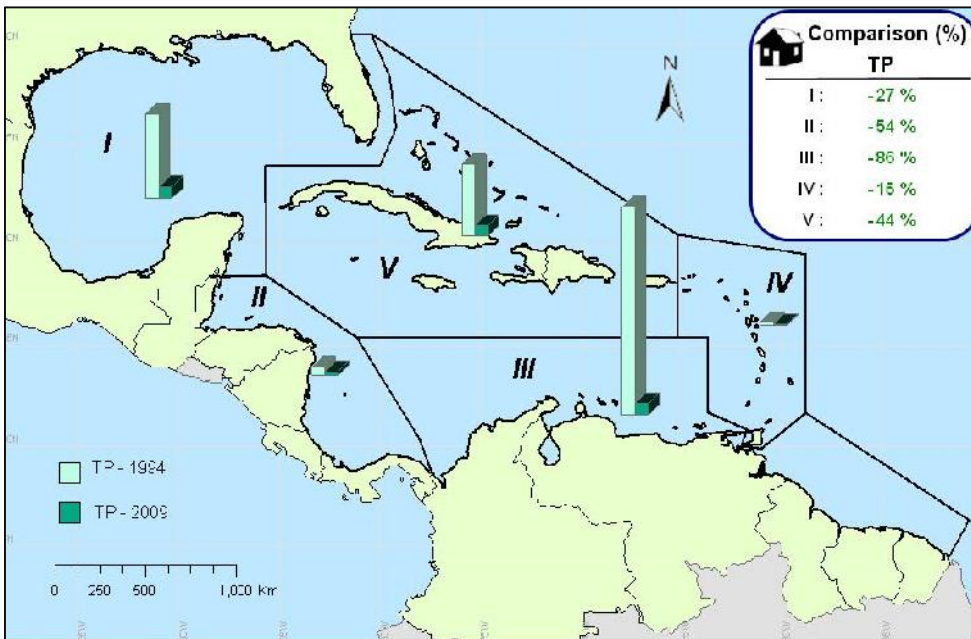 Comparison (%)
TP
I : -27 %
II : -54 %
III : -86 %
IV : -15 %
V : -44 %
N
I
II
III
IV
V
TP - 1994
TP - 2009
0 250 500 1,000 Km